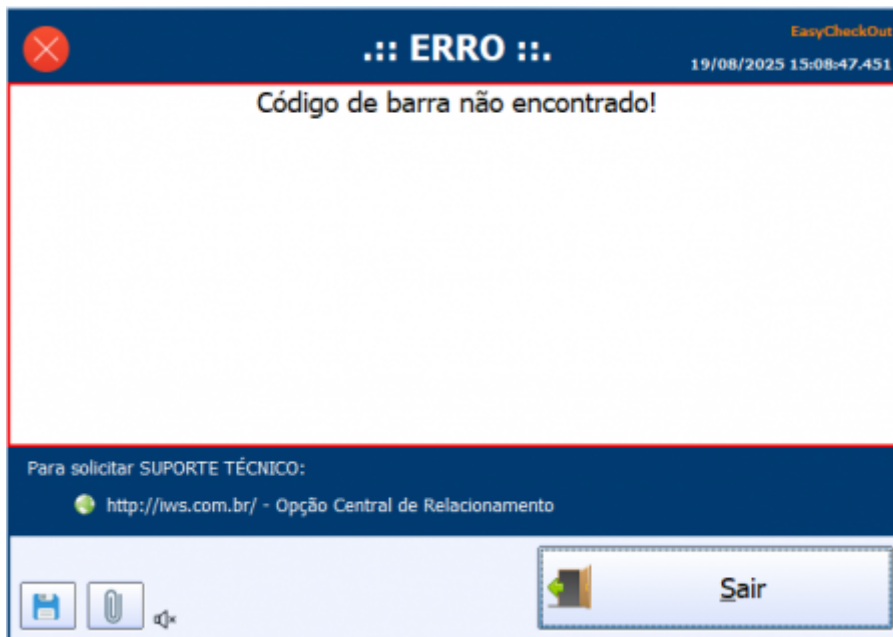 .:: ERRO ::.
EasyCheckOut
19/08/2025 15:08:47.451
Código de barra não encontrado!
Para solicitar SUPORTE TÉCNICO:
http://iws.com.br/ - Opção Central de Relacionamento
Sair